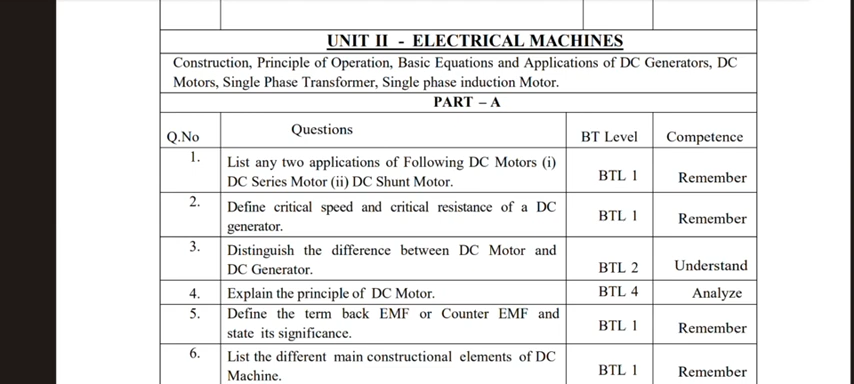 UNIT II - ELECTRICAL MACHINES
Construction, Principle of Operation, Basic Equations and Applications of DC Generators, DC
Motors, Single Phase Transformer, Single phase induction Motor.
PART – A
Q.No Questions BT Level Competence
1. List any two applications of Following DC Motors (i)
DC Series Motor (ii) DC Shunt Motor. BTL 1 Remember
2. Define critical speed and critical resistance of a DC
generator. BTL 1 Remember
3. Distinguish the difference between DC Motor and
DC Generator. BTL 2 Understand
4. Explain the principle of DC Motor. BTL 4 Analyze
5. Define the term back EMF or Counter EMF and
state its significance. BTL 1 Remember
6. List the different main constructional elements of DC
Machine. BTL 1 Remember